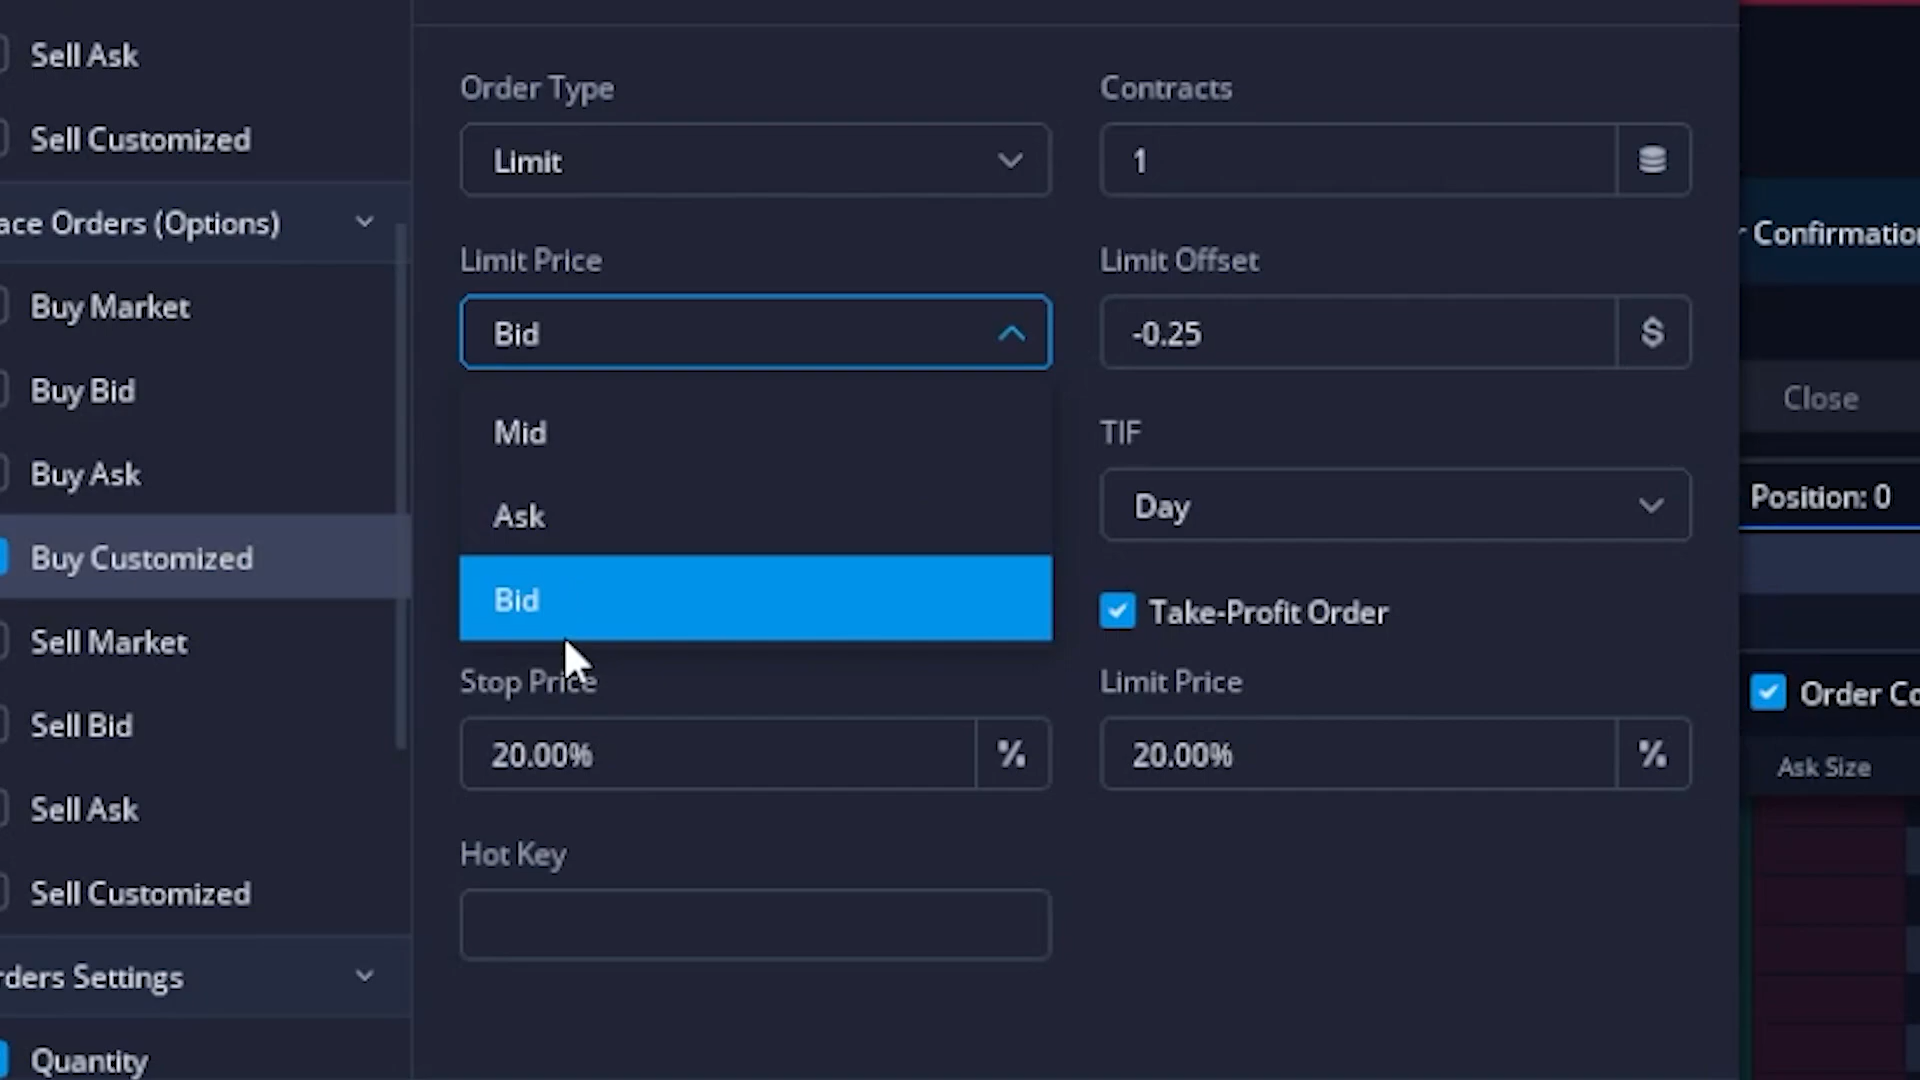 Sell Ask
Sell Customized
ace Orders (Options)
Buy Market
Buy Bid
Buy Ask
Buy Customized
Sell Market
Sell Bid
Sell Ask
Sell Customized
rders Settings
Quantity
Order Type
Limit
Contracts
1
Limit Price
Bid
Limit Offset
-0.25
$
Mid
Ask
Bid
TIF
Day
Take-Profit Order
Stop Price
20.00%
%
Limit Price
20.00%
%
Hot Key
r Confirmation
Close
Position: 0
Order Co
Ask Size